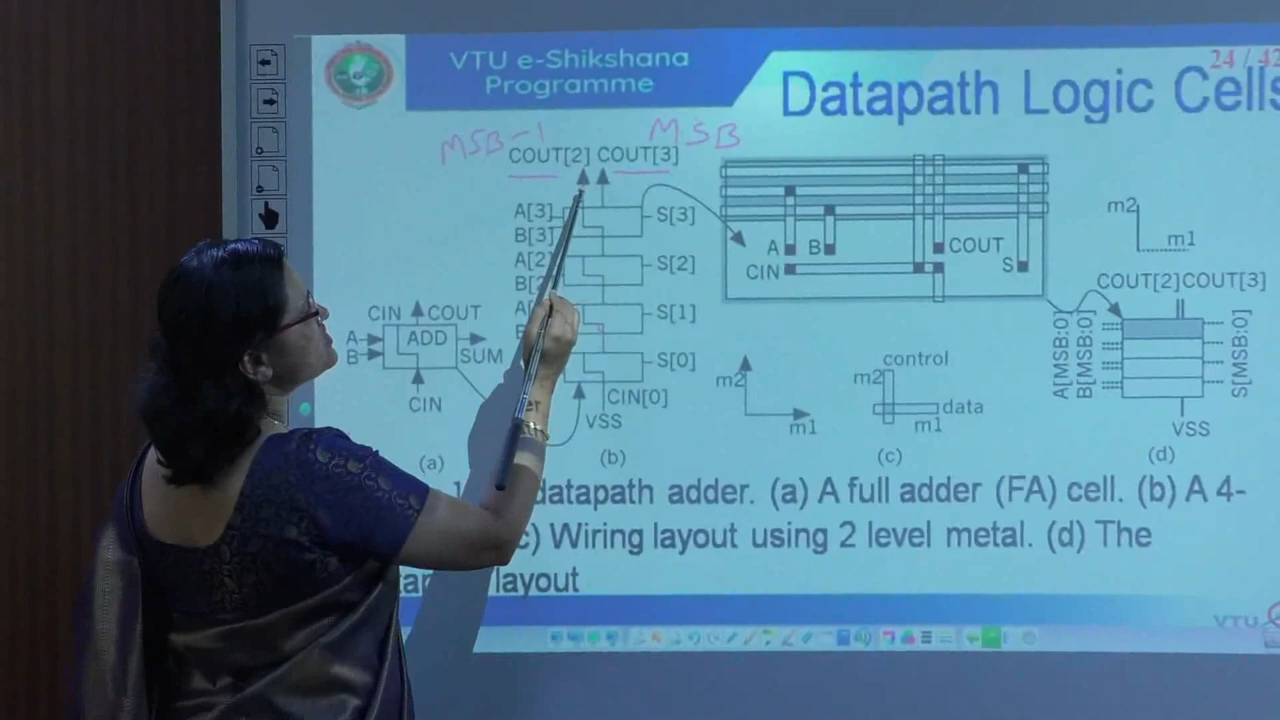 VTU e-Shikshana
Programme
24 / 42
Datapath Logic Cells
MSB-1 MSB
COUT[2] COUT[3]
A[3] S[3]
B[3]
A[2 S[2]
S[1]
S[0]
CIN[0]
VSS
CIN COUT
A ADD
B SUM
CIN
(a)
(b)
A B COUT
CIN S
m2
m1
control
m2
data
m1
(c)
m2
m1
COUT[2]COUT[3]
A[MSB:0]
B[MSB:0]
S[MSB:0]
VSS
(d)
datapath adder. (a) A full adder (FA) cell. (b) A 4-
c) Wiring layout using 2 level metal. (d) The
layout
VTU